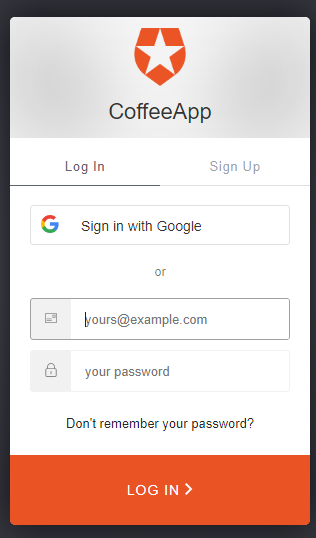 CoffeeApp
Log In Sign Up
Sign in with Google
or
yours@example.com
your password
Don't remember your password?
LOG IN